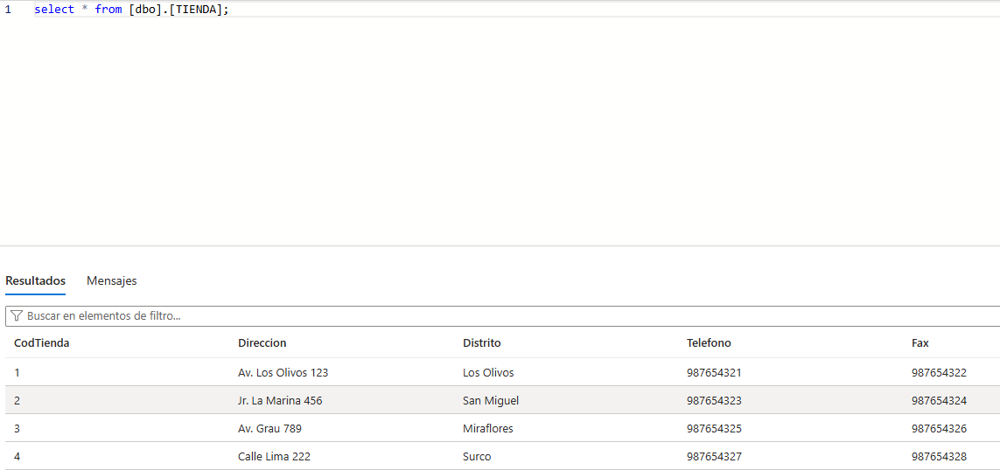 1 select * from [dbo].[TIENDA];
Resultados Mensajes
Buscar en elementos de filtro...
CodTienda Direccion Distrito Telefono Fax
1 Av. Los Olivos 123 Los Olivos 987654321 987654322
2 Jr. La Marina 456 San Miguel 987654323 987654324
3 Av. Grau 789 Miraflores 987654325 987654326
4 Calle Lima 222 Surco 987654327 987654328